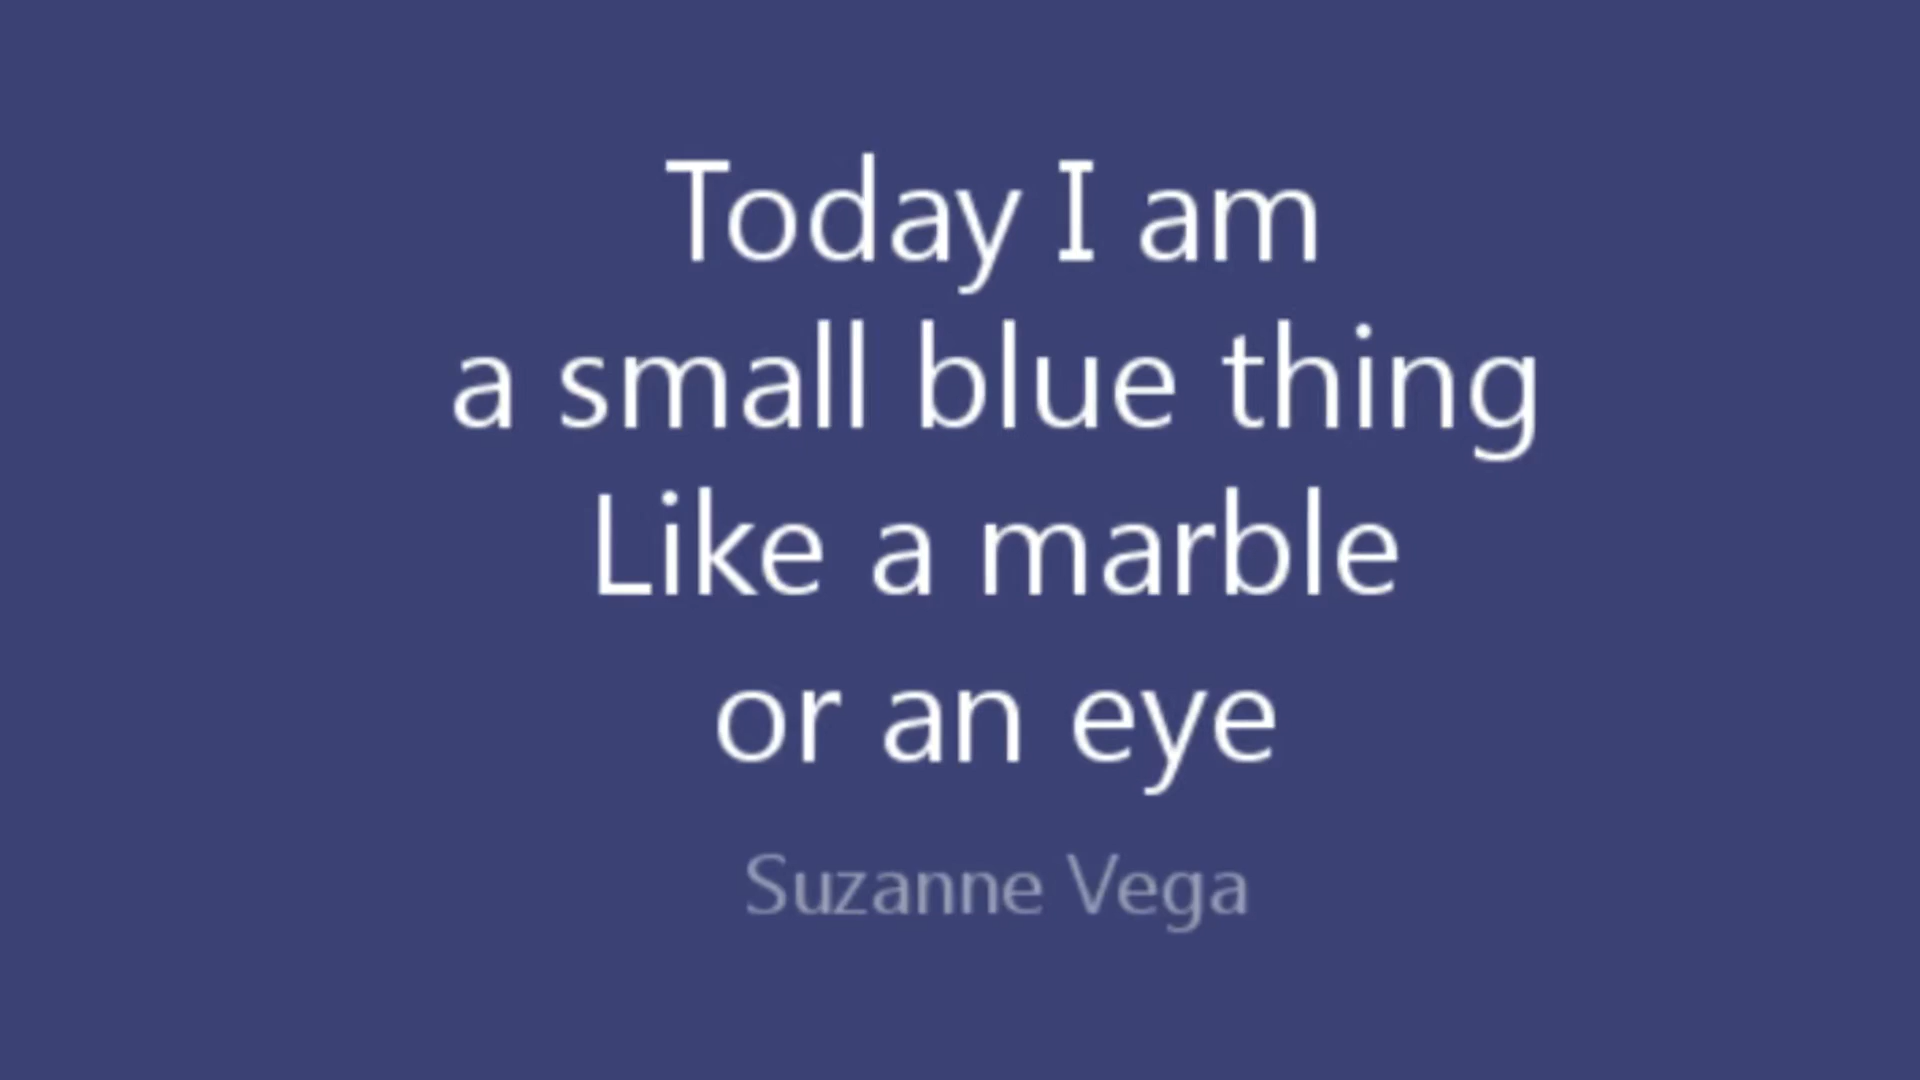 Today I am
a small blue thing
Like a marble
or an eye
Suzanne Vega